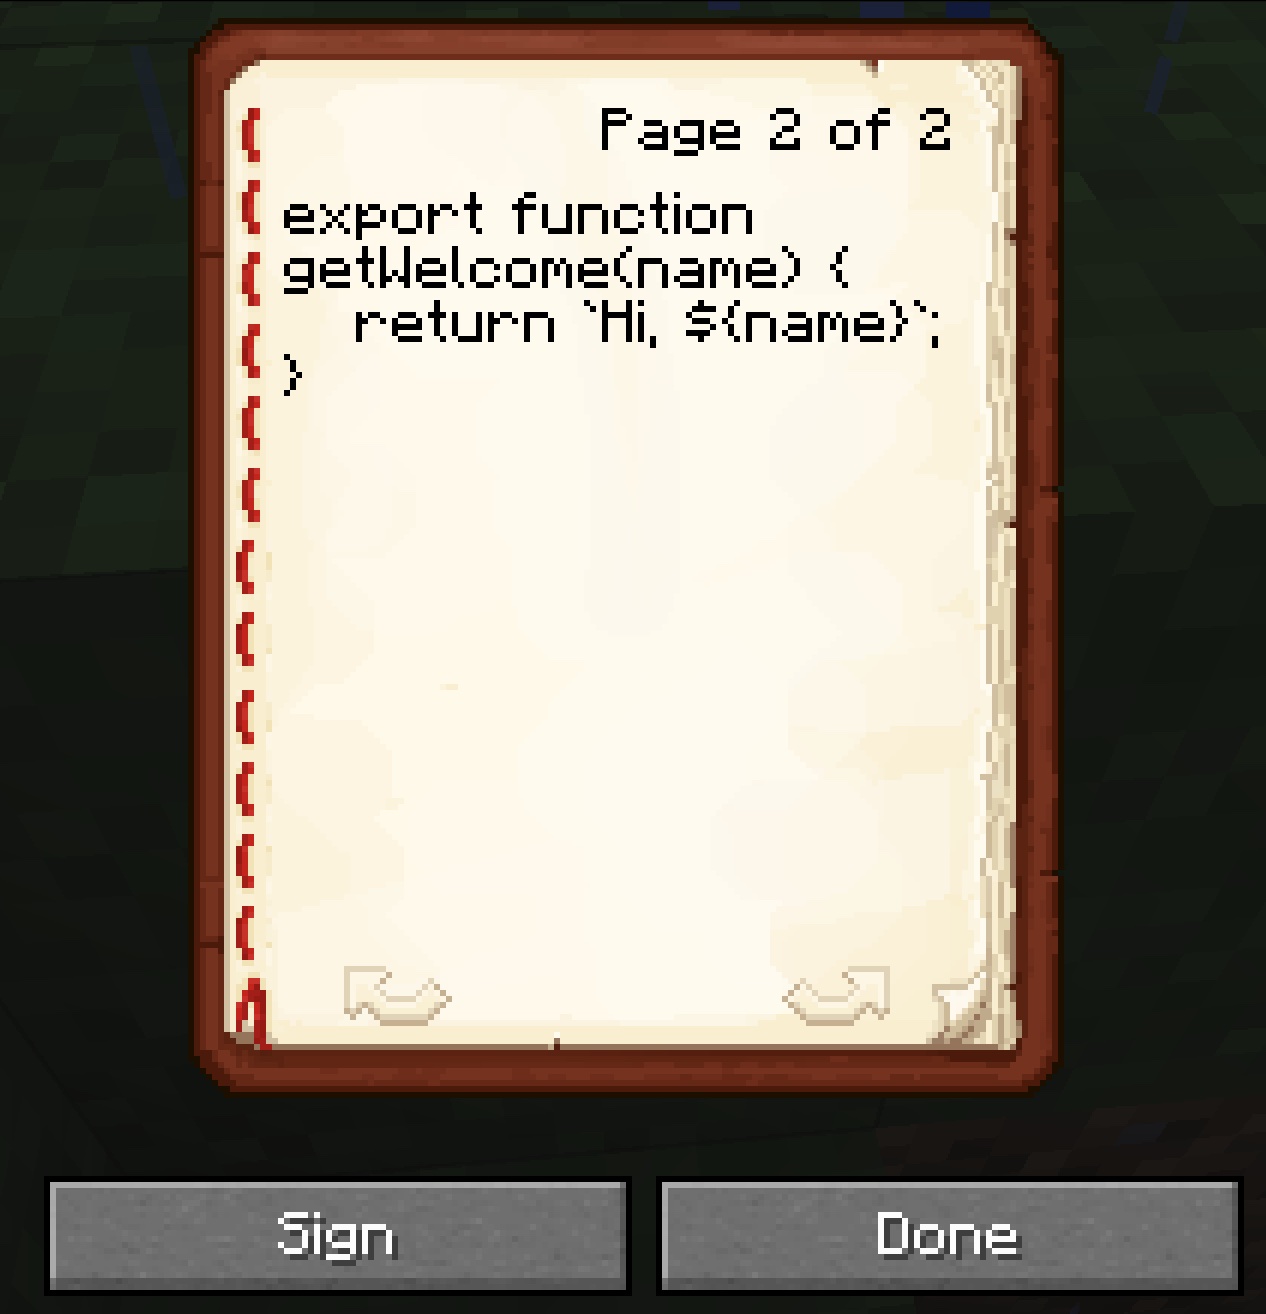 Page 2 of 2
export function
getWelcome(name) {
    return `Hi, ${name}`;
}
Sign
Done